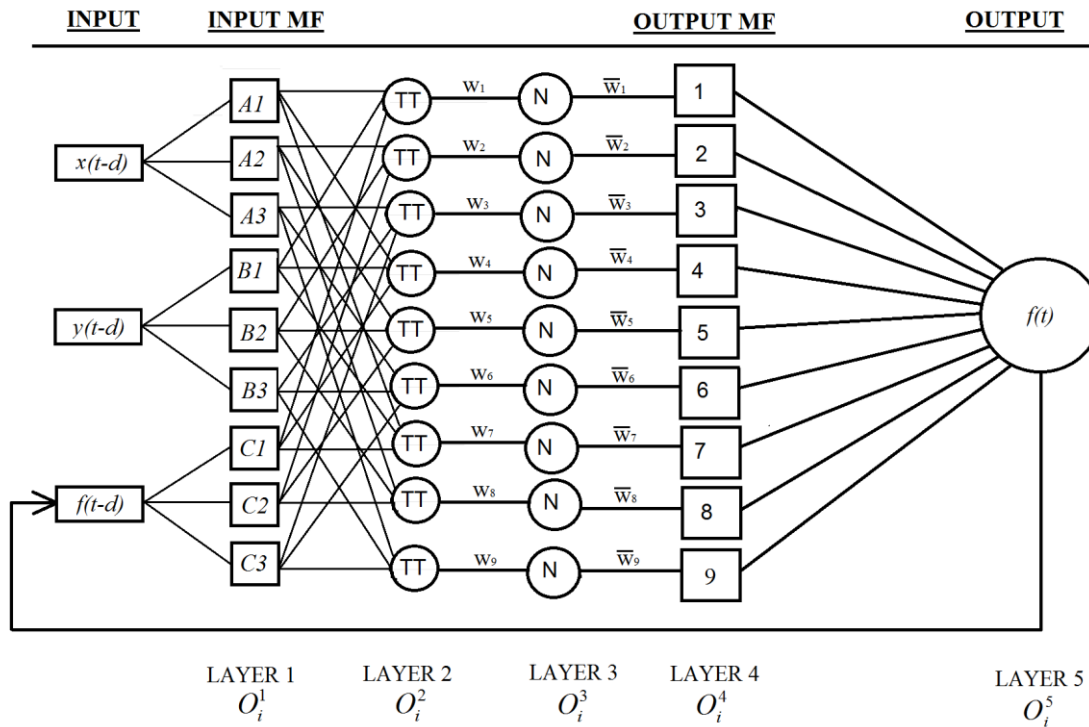 INPUT INPUT MF OUTPUT MF OUTPUT
A1 TT W₁ N W̅₁ 1
x(t-d) A2 TT W₂ N W̅₂ 2
A3 TT W₃ N W̅₃ 3
B1 TT W₄ N W̅₄ 4
y(t-d) B2 TT W₅ N W̅₅ 5 f(t)
B3 TT W₆ N W̅₆ 6
C1 TT W₇ N W̅₇ 7
f(t-d) C2 TT W₈ N W̅₈ 8
C3 TT W₉ N W̅₉ 9
LAYER 1 LAYER 2 LAYER 3 LAYER 4 LAYER 5
O_i^1 O_i^2 O_i^3 O_i^4 O_i^5